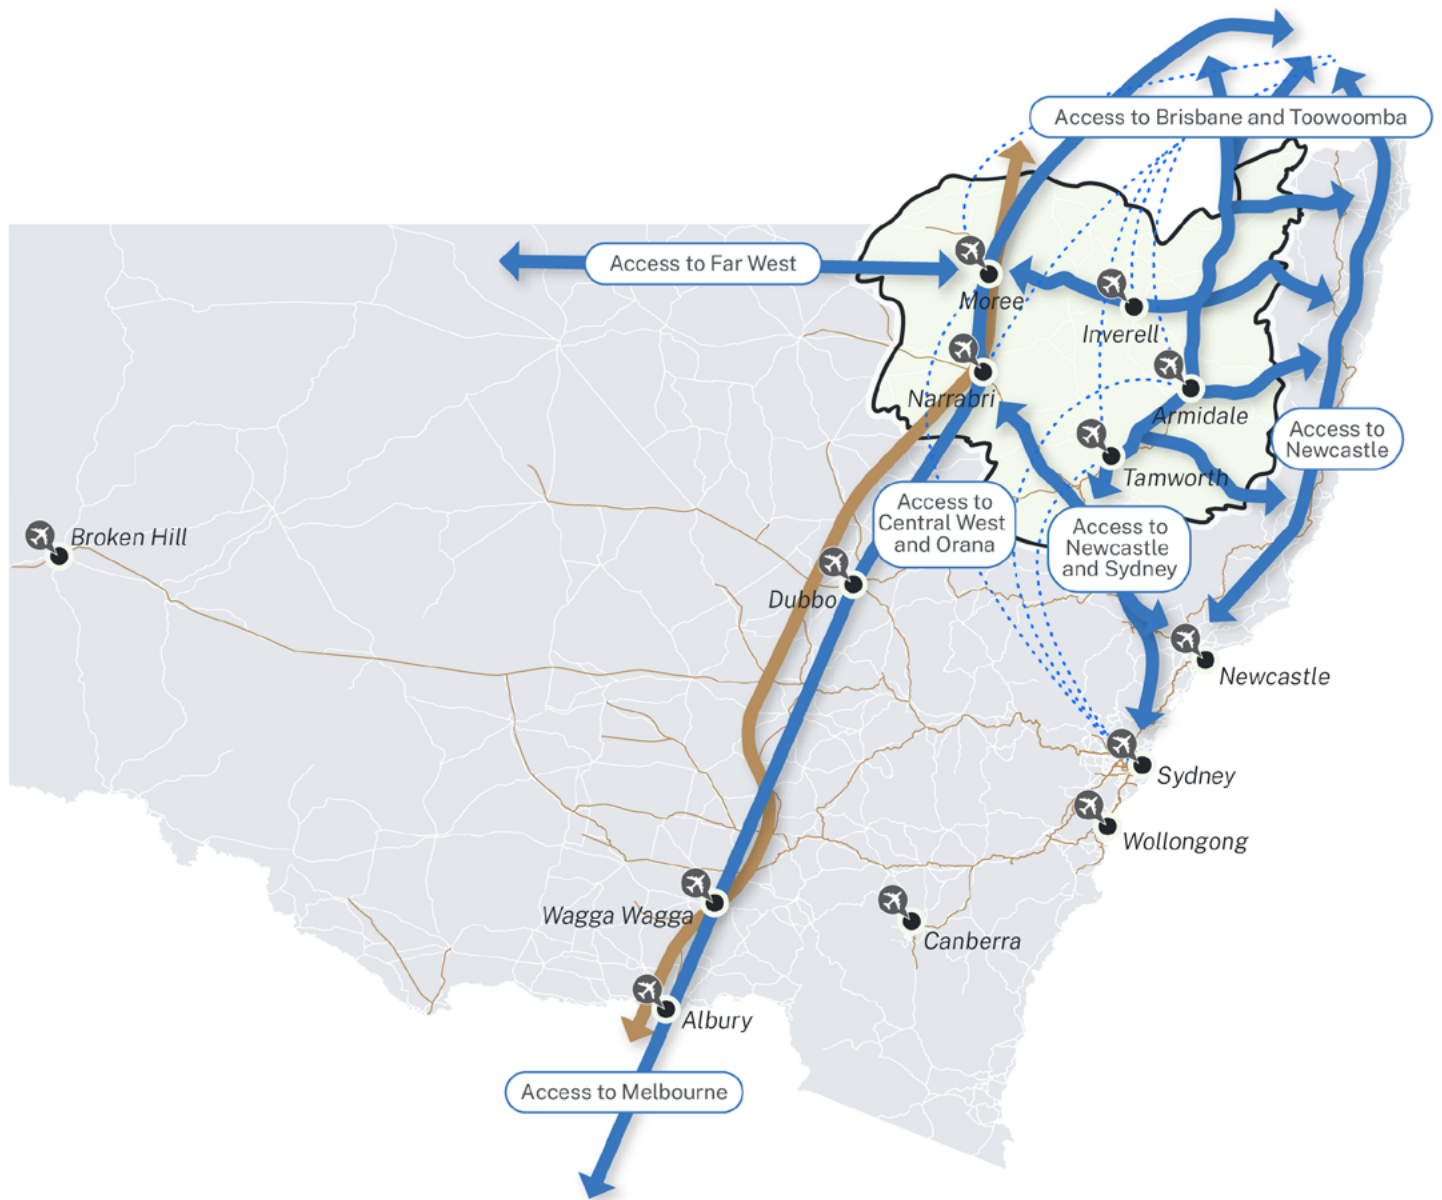 Access to Brisbane and Toowoomba
Access to Far West
Moree
Inverell
Narrabri
Armidale
Access to
Newcastle
Tamworth
Access to
Central West
and Orana
Access to
Newcastle
and Sydney
Broken Hill
Dubbo
Newcastle
Sydney
Wollongong
Wagga Wagga
Canberra
Albury
Access to Melbourne